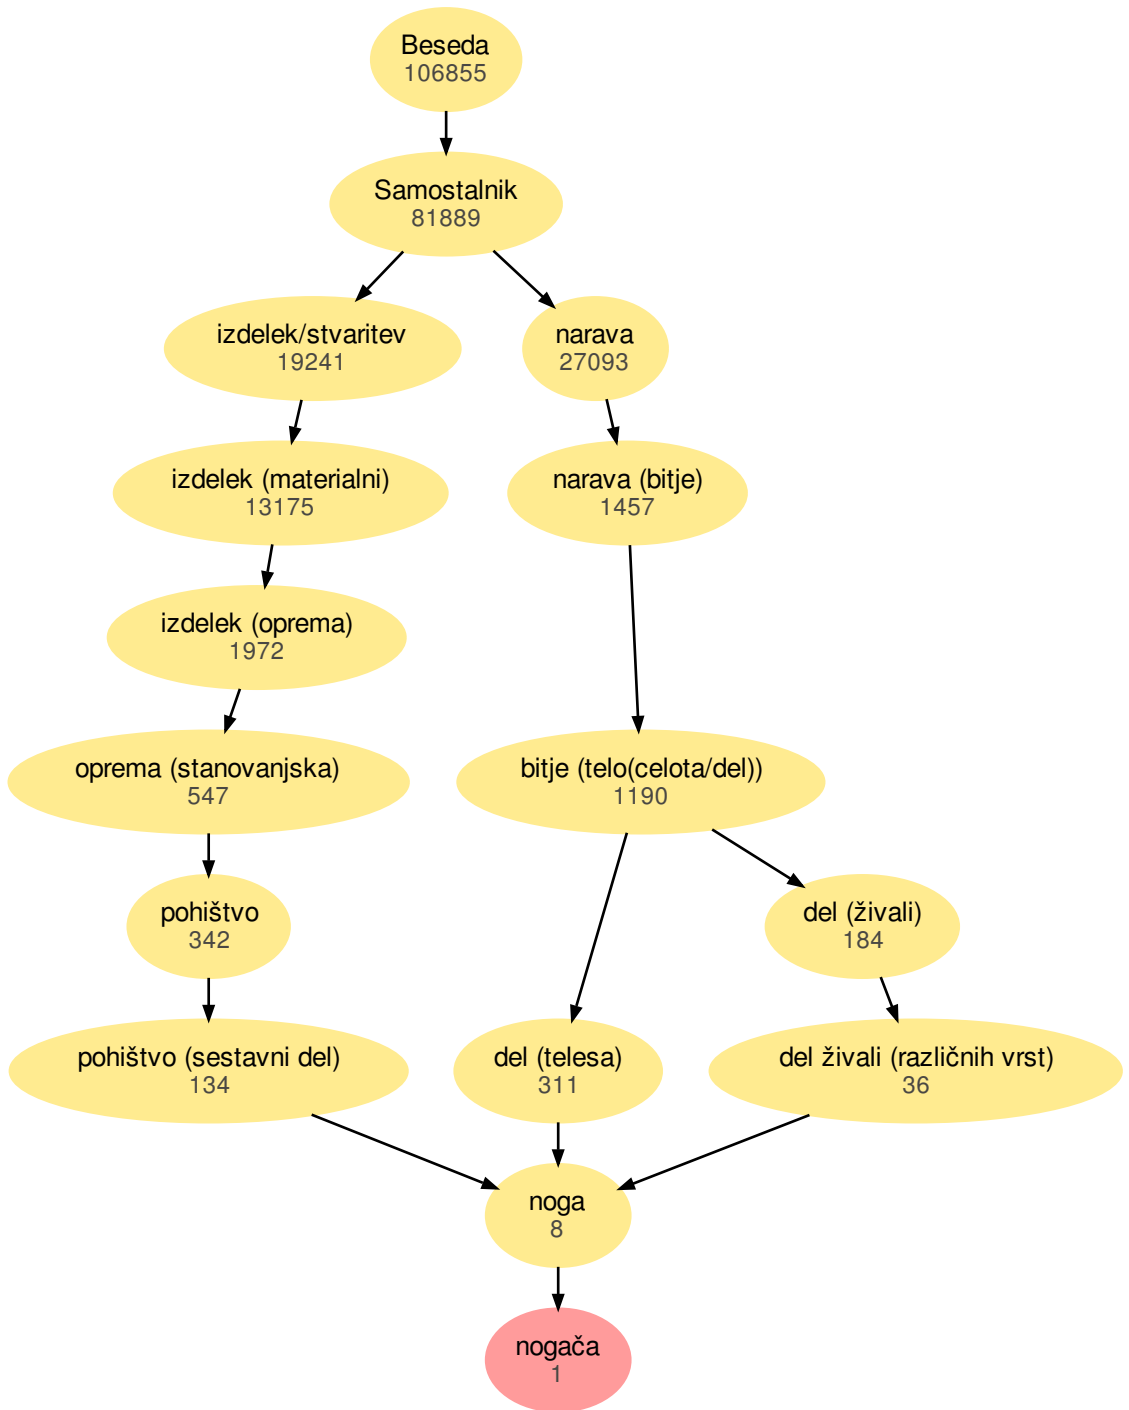 Beseda
106855
Samostalnik
81889
izdelek/stvaritev
19241
narava
27093
izdelek (materialni)
13175
narava (bitje)
1457
izdelek (oprema)
1972
oprema (stanovanjska)
547
bitje (telo(celota/del))
1190
pohištvo
342
del (živali)
184
pohištvo (sestavni del)
134
del (telesa)
311
del živali (različnih vrst)
36
noga
8
nogača
1